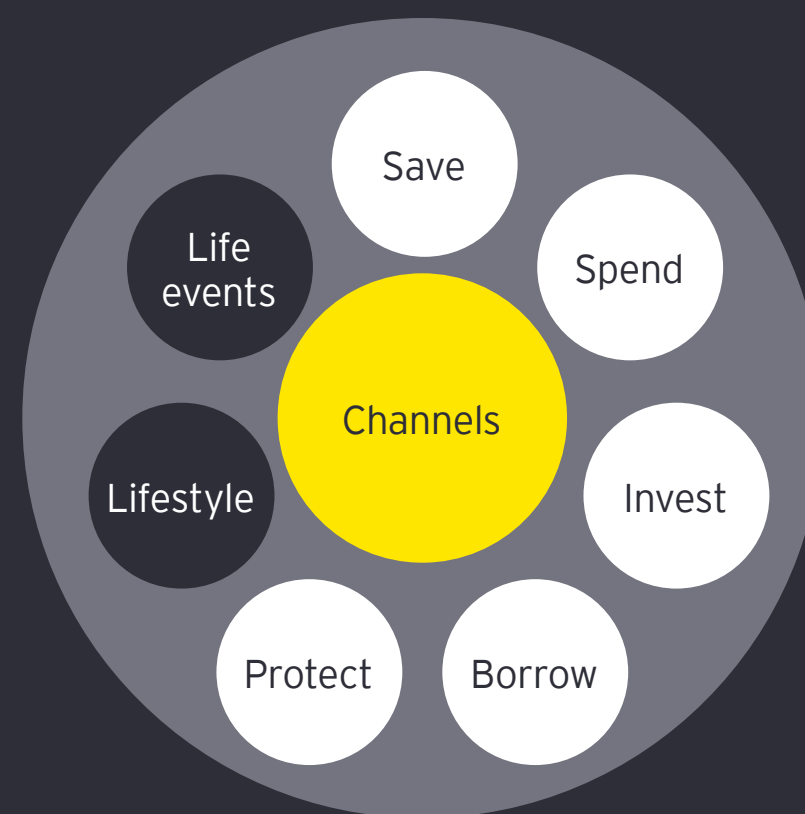 Save
Spend
Life
events
Channels
Invest
Lifestyle
Protect
Borrow